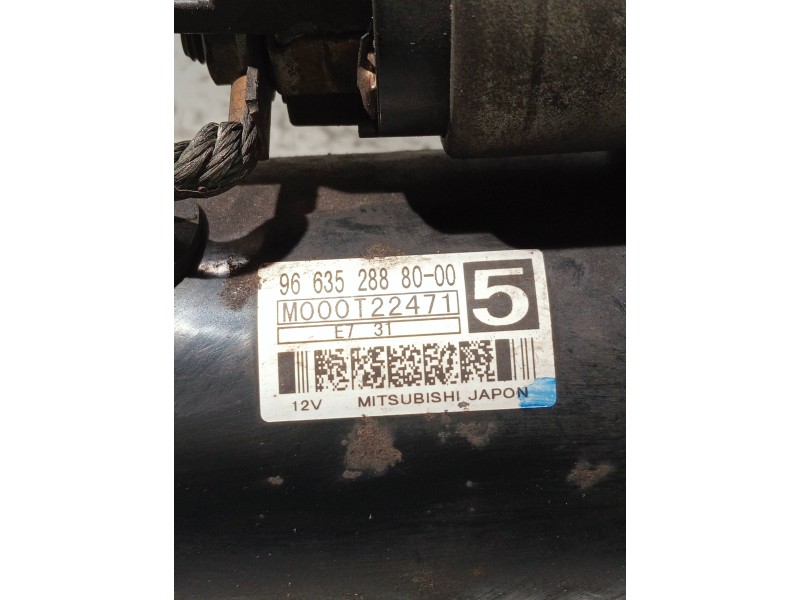 96 635 288 80-00
5
M000T22471
E7 31
12V MITSUBISHI JAPON